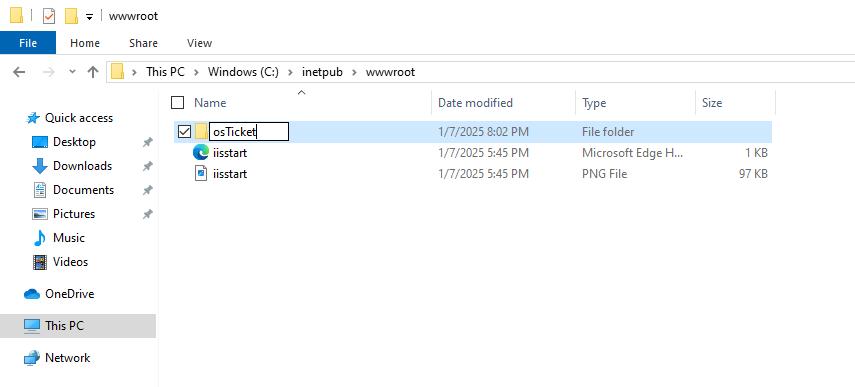 wwwroot
File Home Share View
This PC Windows (C:) inetpub wwwroot
Name Date modified Type Size
Quick access
Desktop
Downloads
Documents
Pictures
Music
Videos
OneDrive
This PC
Network
osTicket 1/7/2025 8:02 PM File folder
iisstart 1/7/2025 5:45 PM Microsoft Edge H... 1 KB
iisstart 1/7/2025 5:45 PM PNG File 97 KB